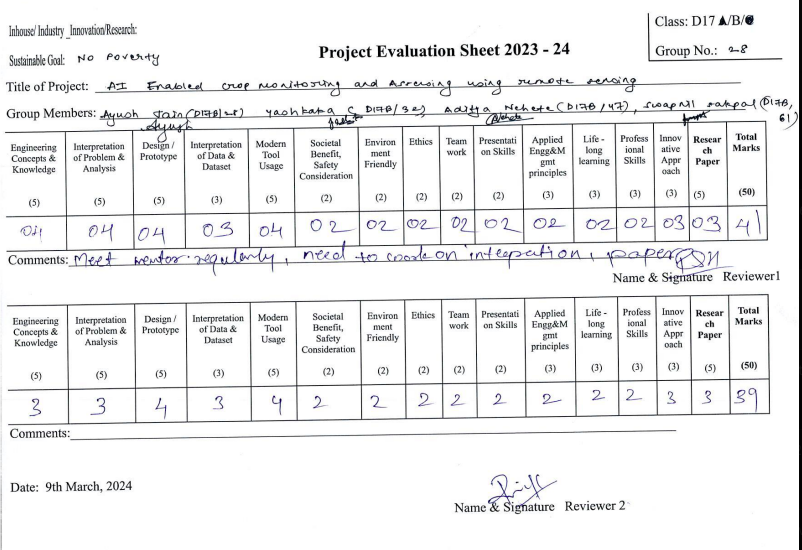 Inhouse/ Industry_Innovation/Research:
Class: D17 A/B/
Sustainable Goal: No Poverty
Project Evaluation Sheet 2023 - 24
Group No.: 28
Title of Project: AI Enabled crop monitoring and Assessing using remote sensing
Group Members: Ayush Jain (D17B/28) Yashkata C D17B/3 Aditya Nehete (D17B/47), swapnil (D17B, 61)
Engineering Concepts & Knowledge (5) Interpretation of Problem & Analysis (5) Design / Prototype (5) Interpretation of Data & Dataset (3) Modern Tool Usage (5) Societal Benefit, Safety Consideration (2) Environ ment Friendly (2) Ethics (2) Team work (2) Presentati on Skills (2) Applied Engg&M gmt principles (3) Life - long learning (3) Profess ional Skills (3) Innov ative Appr oach (3) Resear ch Paper (5) Total Marks (50)
04 04 04 03 04 02 02 02 02 02 02 02 02 03 03 41
Comments: Meet mentor regularly, need to work on integration, paper
Name & Signature Reviewer1
Engineering Concepts & Knowledge (5) Interpretation of Problem & Analysis (5) Design / Prototype (5) Interpretation of Data & Dataset (3) Modern Tool Usage (5) Societal Benefit, Safety Consideration (2) Environ ment Friendly (2) Ethics (2) Team work (2) Presentati on Skills (2) Applied Engg&M gmt principles (3) Life - long learning (3) Profess ional Skills (3) Innov ative Appr oach (3) Resear ch Paper (5) Total Marks (50)
3 3 4 3 4 2 2 2 2 2 2 2 2 3 3 39
Comments:
Date: 9th March, 2024
Name & Signature Reviewer 2